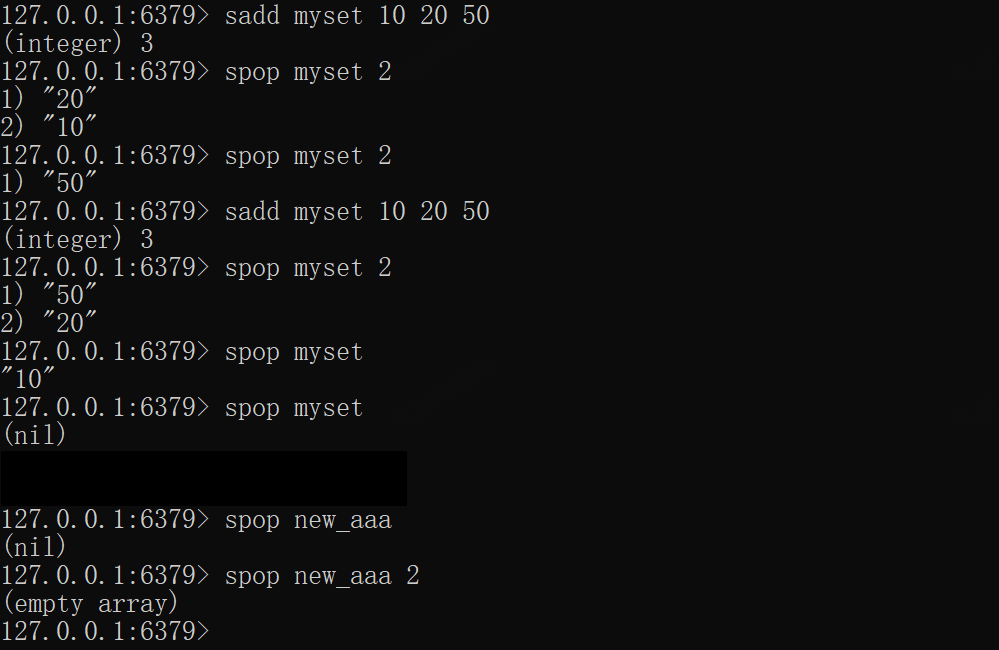 127.0.0.1:6379> sadd myset 10 20 50
(integer) 3
127.0.0.1:6379> spop myset 2
1) "20"
2) "10"
127.0.0.1:6379> spop myset 2
1) "50"
127.0.0.1:6379> sadd myset 10 20 50
(integer) 3
127.0.0.1:6379> spop myset 2
1) "50"
2) "20"
127.0.0.1:6379> spop myset
"10"
127.0.0.1:6379> spop myset
(nil)
127.0.0.1:6379> spop new_aaa
(nil)
127.0.0.1:6379> spop new_aaa 2
(empty array)
127.0.0.1:6379>